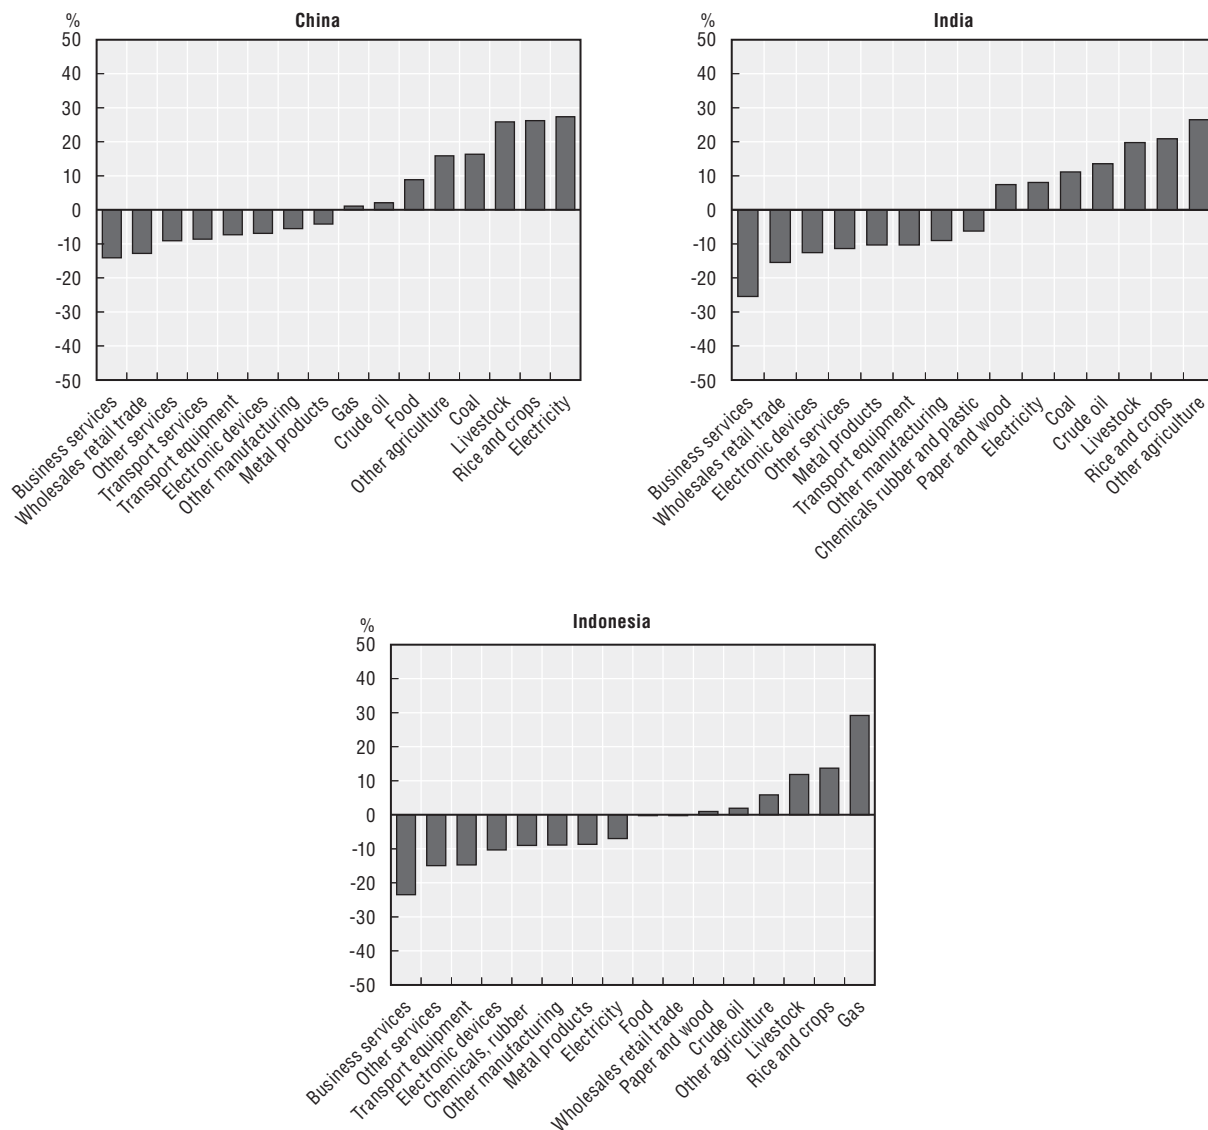 China
%
50
40
30
20
10
0
-10
-20
-30
-40
-50
Business services
Wholesales retail trade
Other services
Transport services
Transport equipment
Electronic devices
Other manufacturing
Metal products
Gas
Crude oil
Food
Other agriculture
Coal
Livestock
Rice and crops
Electricity
India
%
50
40
30
20
10
0
-10
-20
-30
-40
-50
Business services
Wholesales retail trade
Electronic devices
Other services
Metal products
Transport equipment
Other manufacturing
Chemicals rubber and plastic
Paper and wood
Electricity
Coal
Crude oil
Livestock
Rice and crops
Other agriculture
Indonesia
%
50
40
30
20
10
0
-10
-20
-30
-40
-50
Business services
Other services
Transport equipment
Electronic devices
Chemicals, rubber
Other manufacturing
Metal products
Electricity
Food
Wholesales retail trade
Paper and wood
Crude oil
Other agriculture
Livestock
Rice and crops
Gas